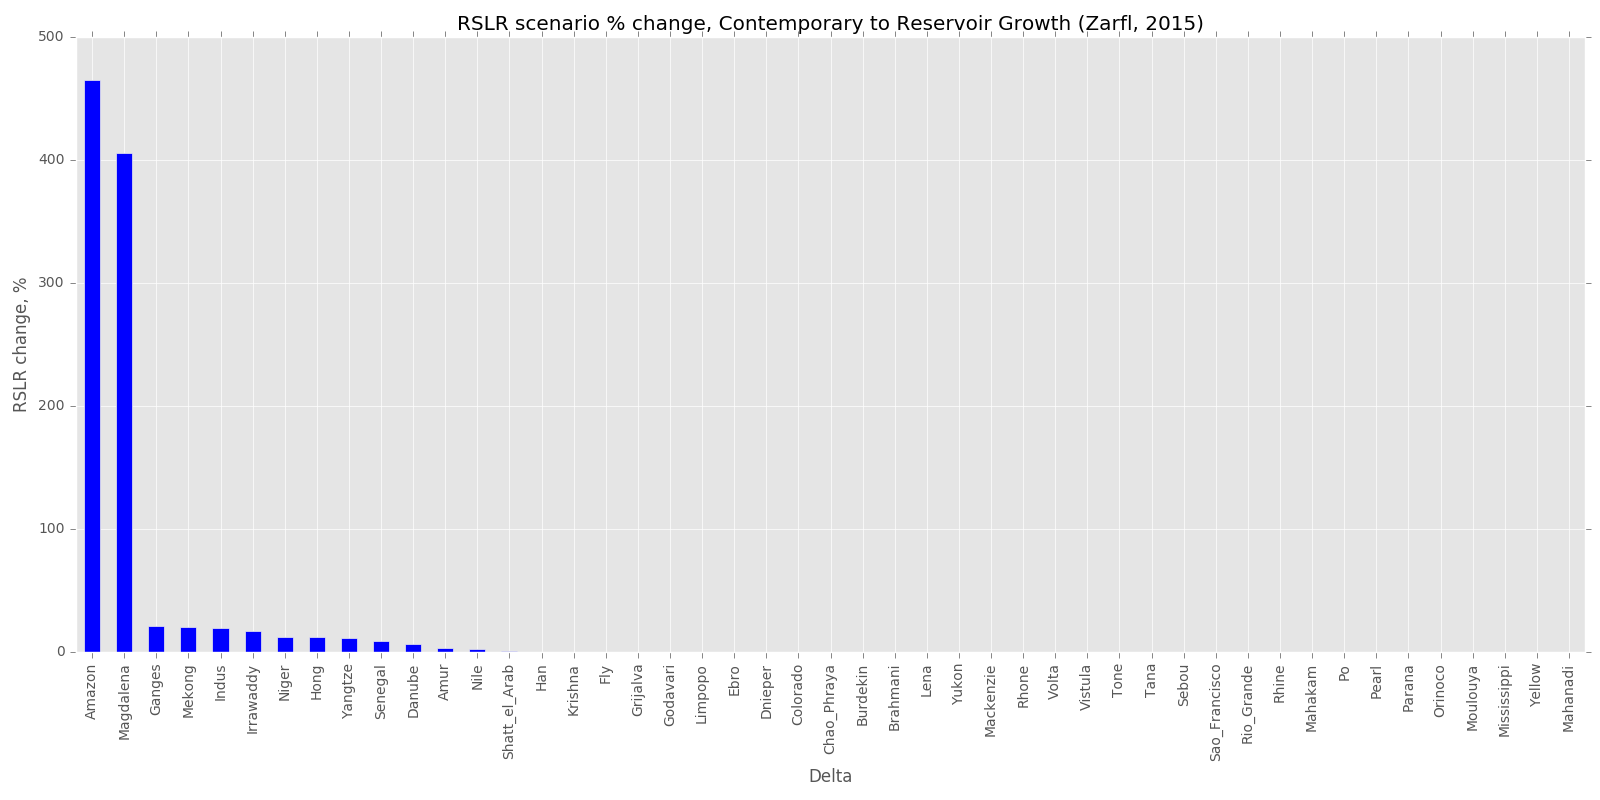 RSLR scenario % change, Contemporary to Reservoir Growth (Zarfl, 2015)
500
400
300
200
100
0
RSLR change, %
Amazon
Magdalena
Ganges
Mekong
Indus
Irrawaddy
Niger
Hong
Yangtze
Senegal
Danube
Amur
Nile
Shatt_el_Arab
Han
Krishna
Fly
Grijalva
Godavari
Limpopo
Ebro
Dnieper
Colorado
Chao_Phraya
Burdekin
Brahmani
Lena
Yukon
Mackenzie
Rhone
Volta
Vistula
Tone
Tana
Sebou
Sao_Francisco
Rio_Grande
Rhine
Mahakam
Po
Pearl
Parana
Orinoco
Moulouya
Mississippi
Yellow
Mahanadi
Delta